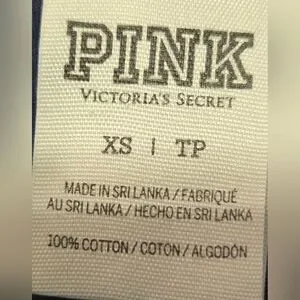 PINK
VICTORIA'S SECRET
XS | TP
MADE IN SRI LANKA / FABRIQUÉ
AU SRI LANKA / HECHO EN SRI LANKA
100% COTTON / COTON / ALGODÓN